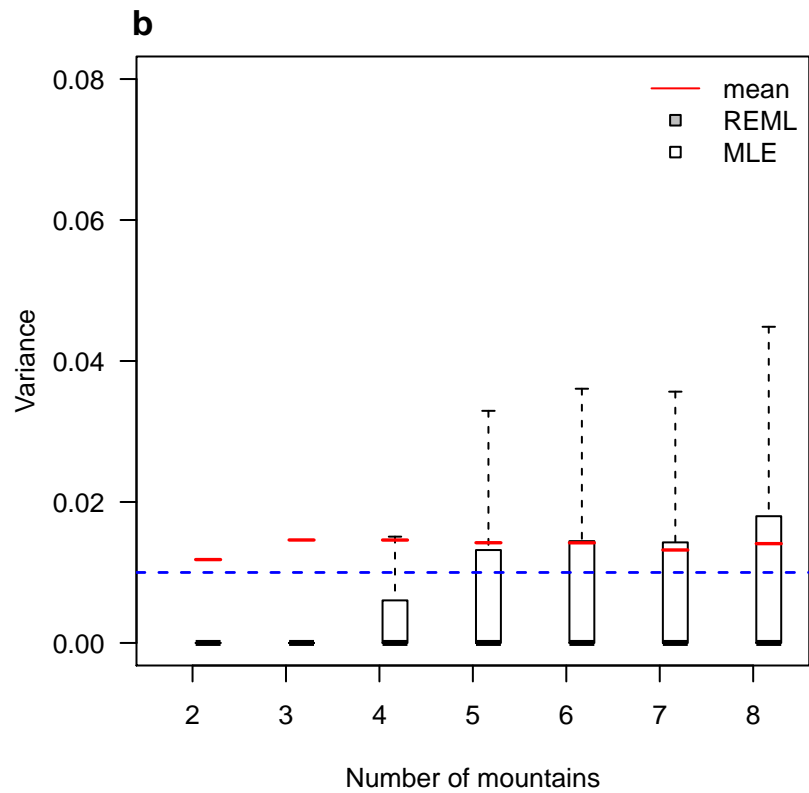 b
0.08
0.06
0.04
0.02
0.00
Variance
mean
REML
MLE
2 3 4 5 6 7 8
Number of mountains